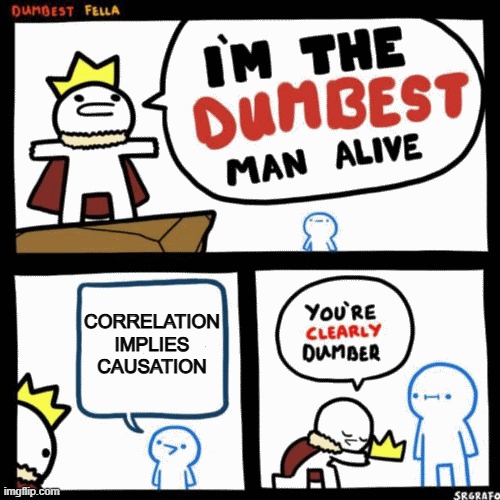 DUMBEST FELLA
I'M THE
DUMBEST
MAN ALIVE
CORRELATION
IMPLIES
CAUSATION
YOU'RE
CLEARLY
DUMBER
imgflip.com
SRGRAFO